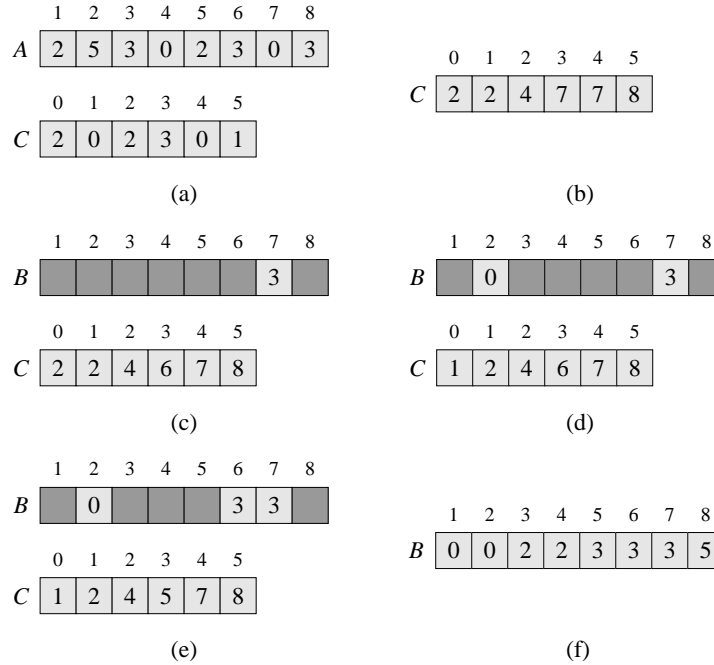 1 2 3 4 5 6 7 8
A 2 5 3 0 2 3 0 3
0 1 2 3 4 5
C 2 0 2 3 0 1
(a)
0 1 2 3 4 5
C 2 2 4 7 7 8
(b)
1 2 3 4 5 6 7 8
B 3
0 1 2 3 4 5
C 2 2 4 6 7 8
(c)
1 2 3 4 5 6 7 8
B 0 3
0 1 2 3 4 5
C 1 2 4 6 7 8
(d)
1 2 3 4 5 6 7 8
B 0 3 3
0 1 2 3 4 5
C 1 2 4 5 7 8
(e)
1 2 3 4 5 6 7 8
B 0 0 2 2 3 3 3 5
(f)